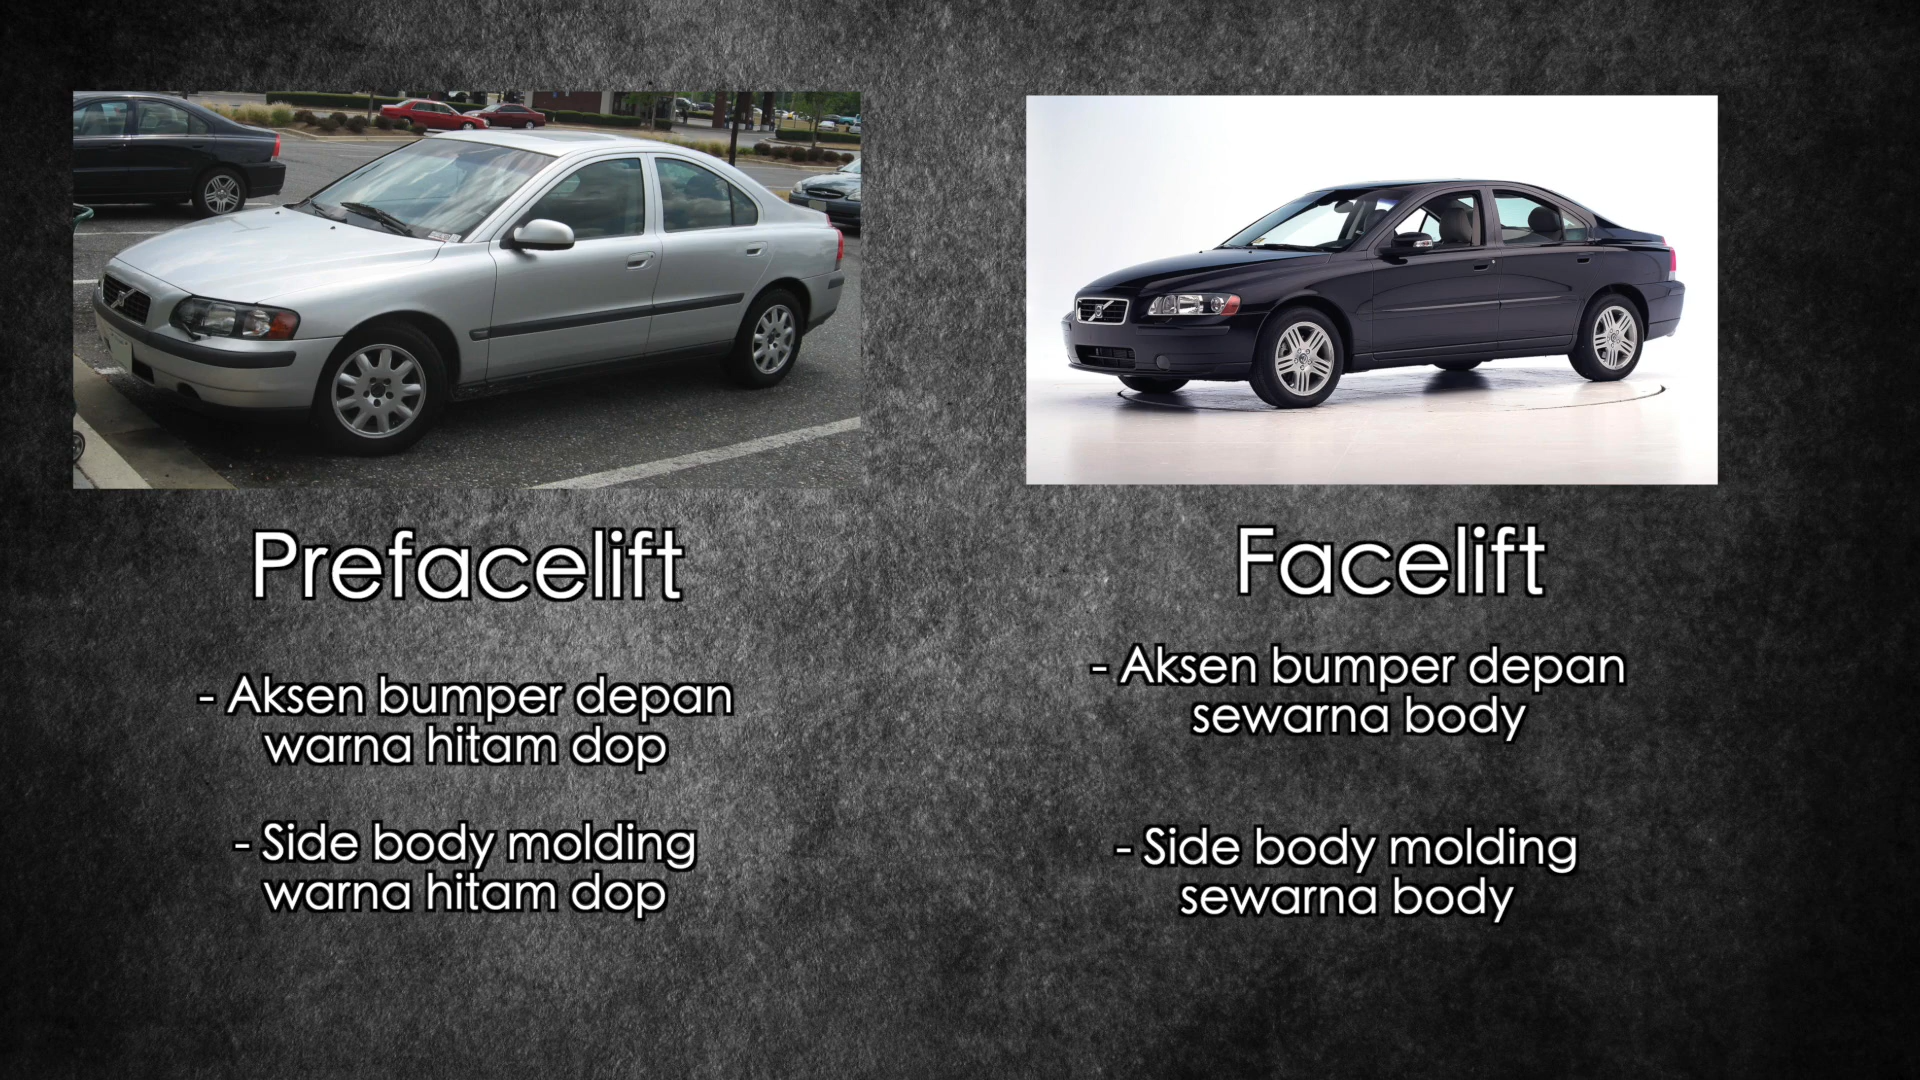 Prefacelift
- Aksen bumper depan
warna hitam dop
- Side body molding
warna hitam dop
Facelift
- Aksen bumper depan
sewarna body
- Side body molding
sewarna body